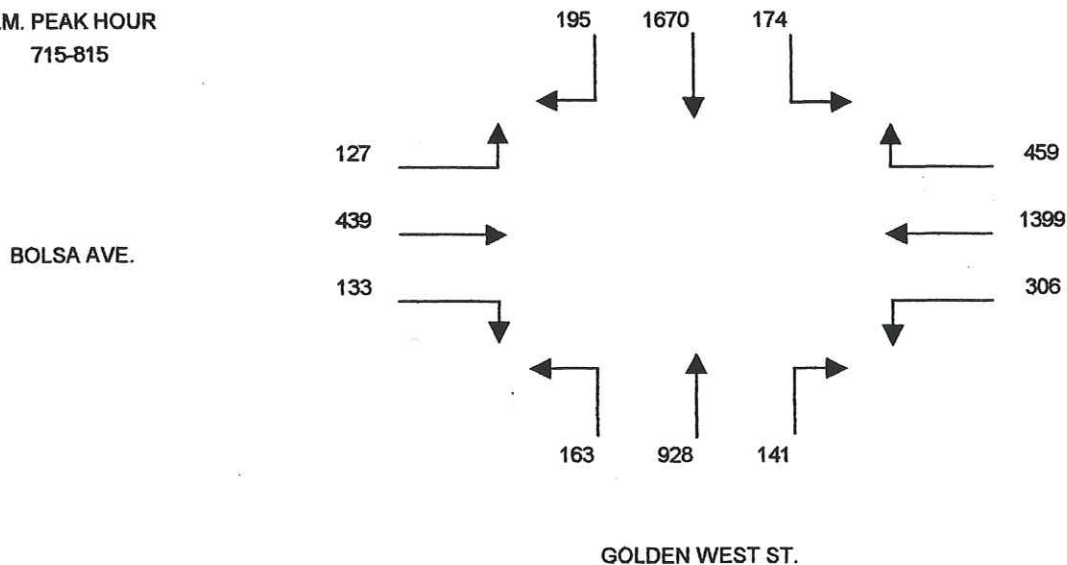 .M. PEAK HOUR
715-815
195 1670 174
127
459
439
1399
BOLSA AVE.
133
306
163 928 141
GOLDEN WEST ST.